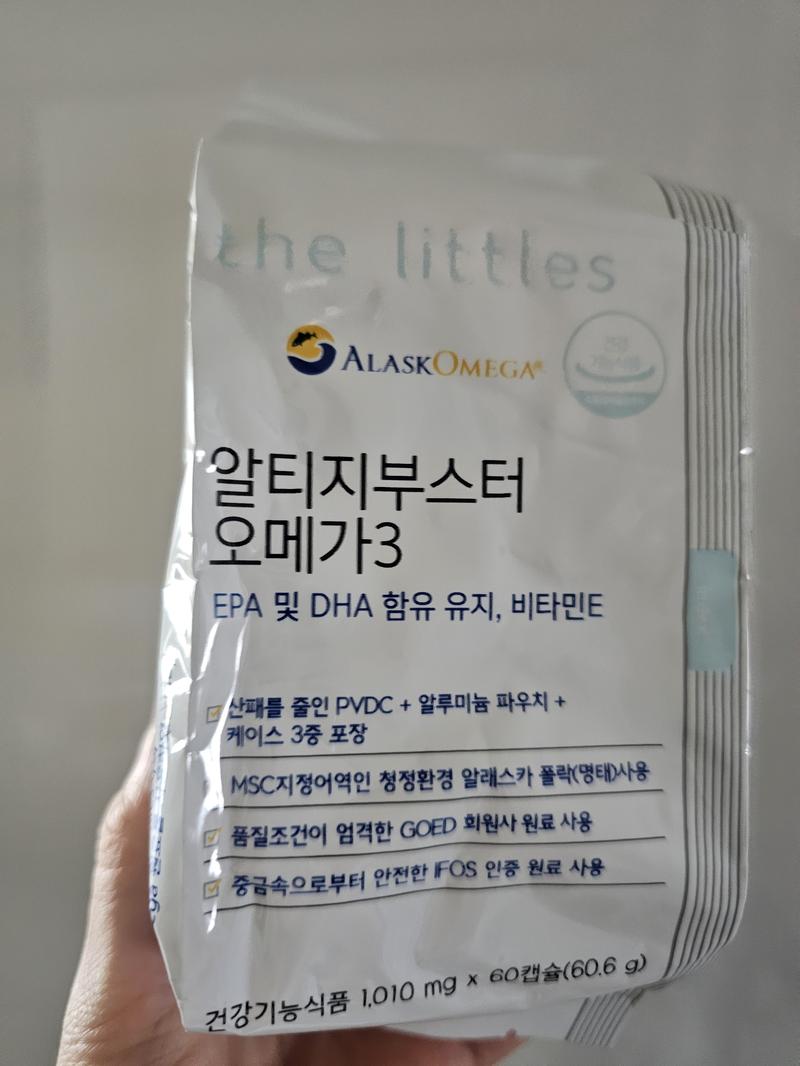 the littles
ALASKOMEGA®
건강
기능식품
알티지부스터
오메가3
EPA 및 DHA 함유 유지, 비타민E
산패를 줄인 PVDC + 알루미늄 파우치 +
케이스 3중 포장
MSC지정어역인 청정환경 알래스카 폴락(명태)사용
품질조건이 엄격한 GOED 회원사 원료 사용
중금속으로부터 안전한 IFOS 인증 원료 사용
건강기능식품 1,010 mg x 60캡슐(60.6 g)